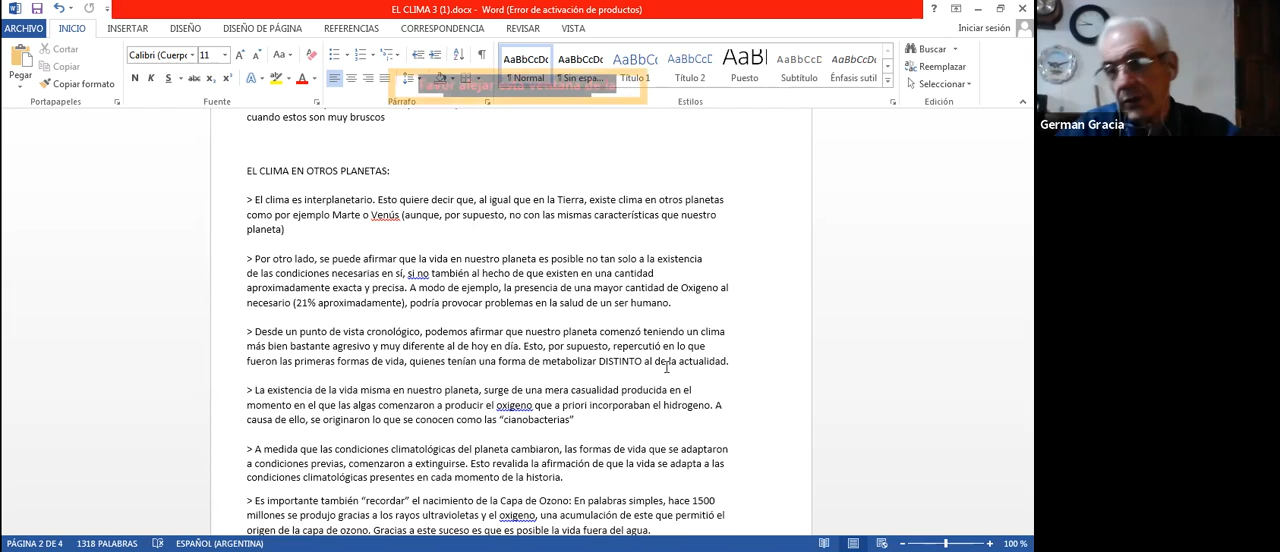 EL CLIMA 3 (1).docx - Word (Error de activación de productos)
ARCHIVO INICIO INSERTAR DISEÑO DISEÑO DE PÁGINA REFERENCIAS CORRESPONDENCIA REVISAR VISTA Iniciar sesión
Pegar
Cortar
Copiar
Copiar formato
Calibri (Cuerp 11
Fuente
Párrafo
favor alejar esta ventana de la
AaBbCcDc AaBbCcDc AaBbCc AaBbCcC AaBl AaBbCcC AaBbCcDc
¶ Normal ¶ Sin espa... Título 1 Título 2 Puesto Subtítulo Énfasis sutil
Estilos
Buscar
Reemplazar
Seleccionar
Edición
German Gracia
cuando estos son muy bruscos
EL CLIMA EN OTROS PLANETAS:
> El clima es interplanetario. Esto quiere decir que, al igual que en la Tierra, existe clima en otros planetas
como por ejemplo Marte o Venús (aunque, por supuesto, no con las mismas características que nuestro
planeta)
> Por otro lado, se puede afirmar que la vida en nuestro planeta es posible no tan solo a la existencia
de las condiciones necesarias en sí, si no también al hecho de que existen en una cantidad
aproximadamente exacta y precisa. A modo de ejemplo, la presencia de una mayor cantidad de Oxigeno al
necesario (21% aproximadamente), podría provocar problemas en la salud de un ser humano.
> Desde un punto de vista cronológico, podemos afirmar que nuestro planeta comenzó teniendo un clima
más bien bastante agresivo y muy diferente al de hoy en día. Esto, por supuesto, repercutió en lo que
fueron las primeras formas de vida, quienes tenían una forma de metabolizar DISTINTO al de la actualidad.
> La existencia de la vida misma en nuestro planeta, surge de una mera casualidad producida en el
momento en el que las algas comenzaron a producir el oxigeno que a priori incorporaban el hidrogeno. A
causa de ello, se originaron lo que se conocen como las “cianobacterias”
> A medida que las condiciones climatológicas del planeta cambiaron, las formas de vida que se adaptaron
a condiciones previas, comenzaron a extinguirse. Esto revalida la afirmación de que la vida se adapta a las
condiciones climatológicas presentes en cada momento de la historia.
> Es importante también “recordar” el nacimiento de la Capa de Ozono: En palabras simples, hace 1500
millones se produjo gracias a los rayos ultravioletas y el oxigeno, una acumulación de este que permitió el
origen de la capa de ozono. Gracias a este suceso es que es posible la vida fuera del agua.
PÁGINA 2 DE 4 1318 PALABRAS ESPAÑOL (ARGENTINA) 100 %